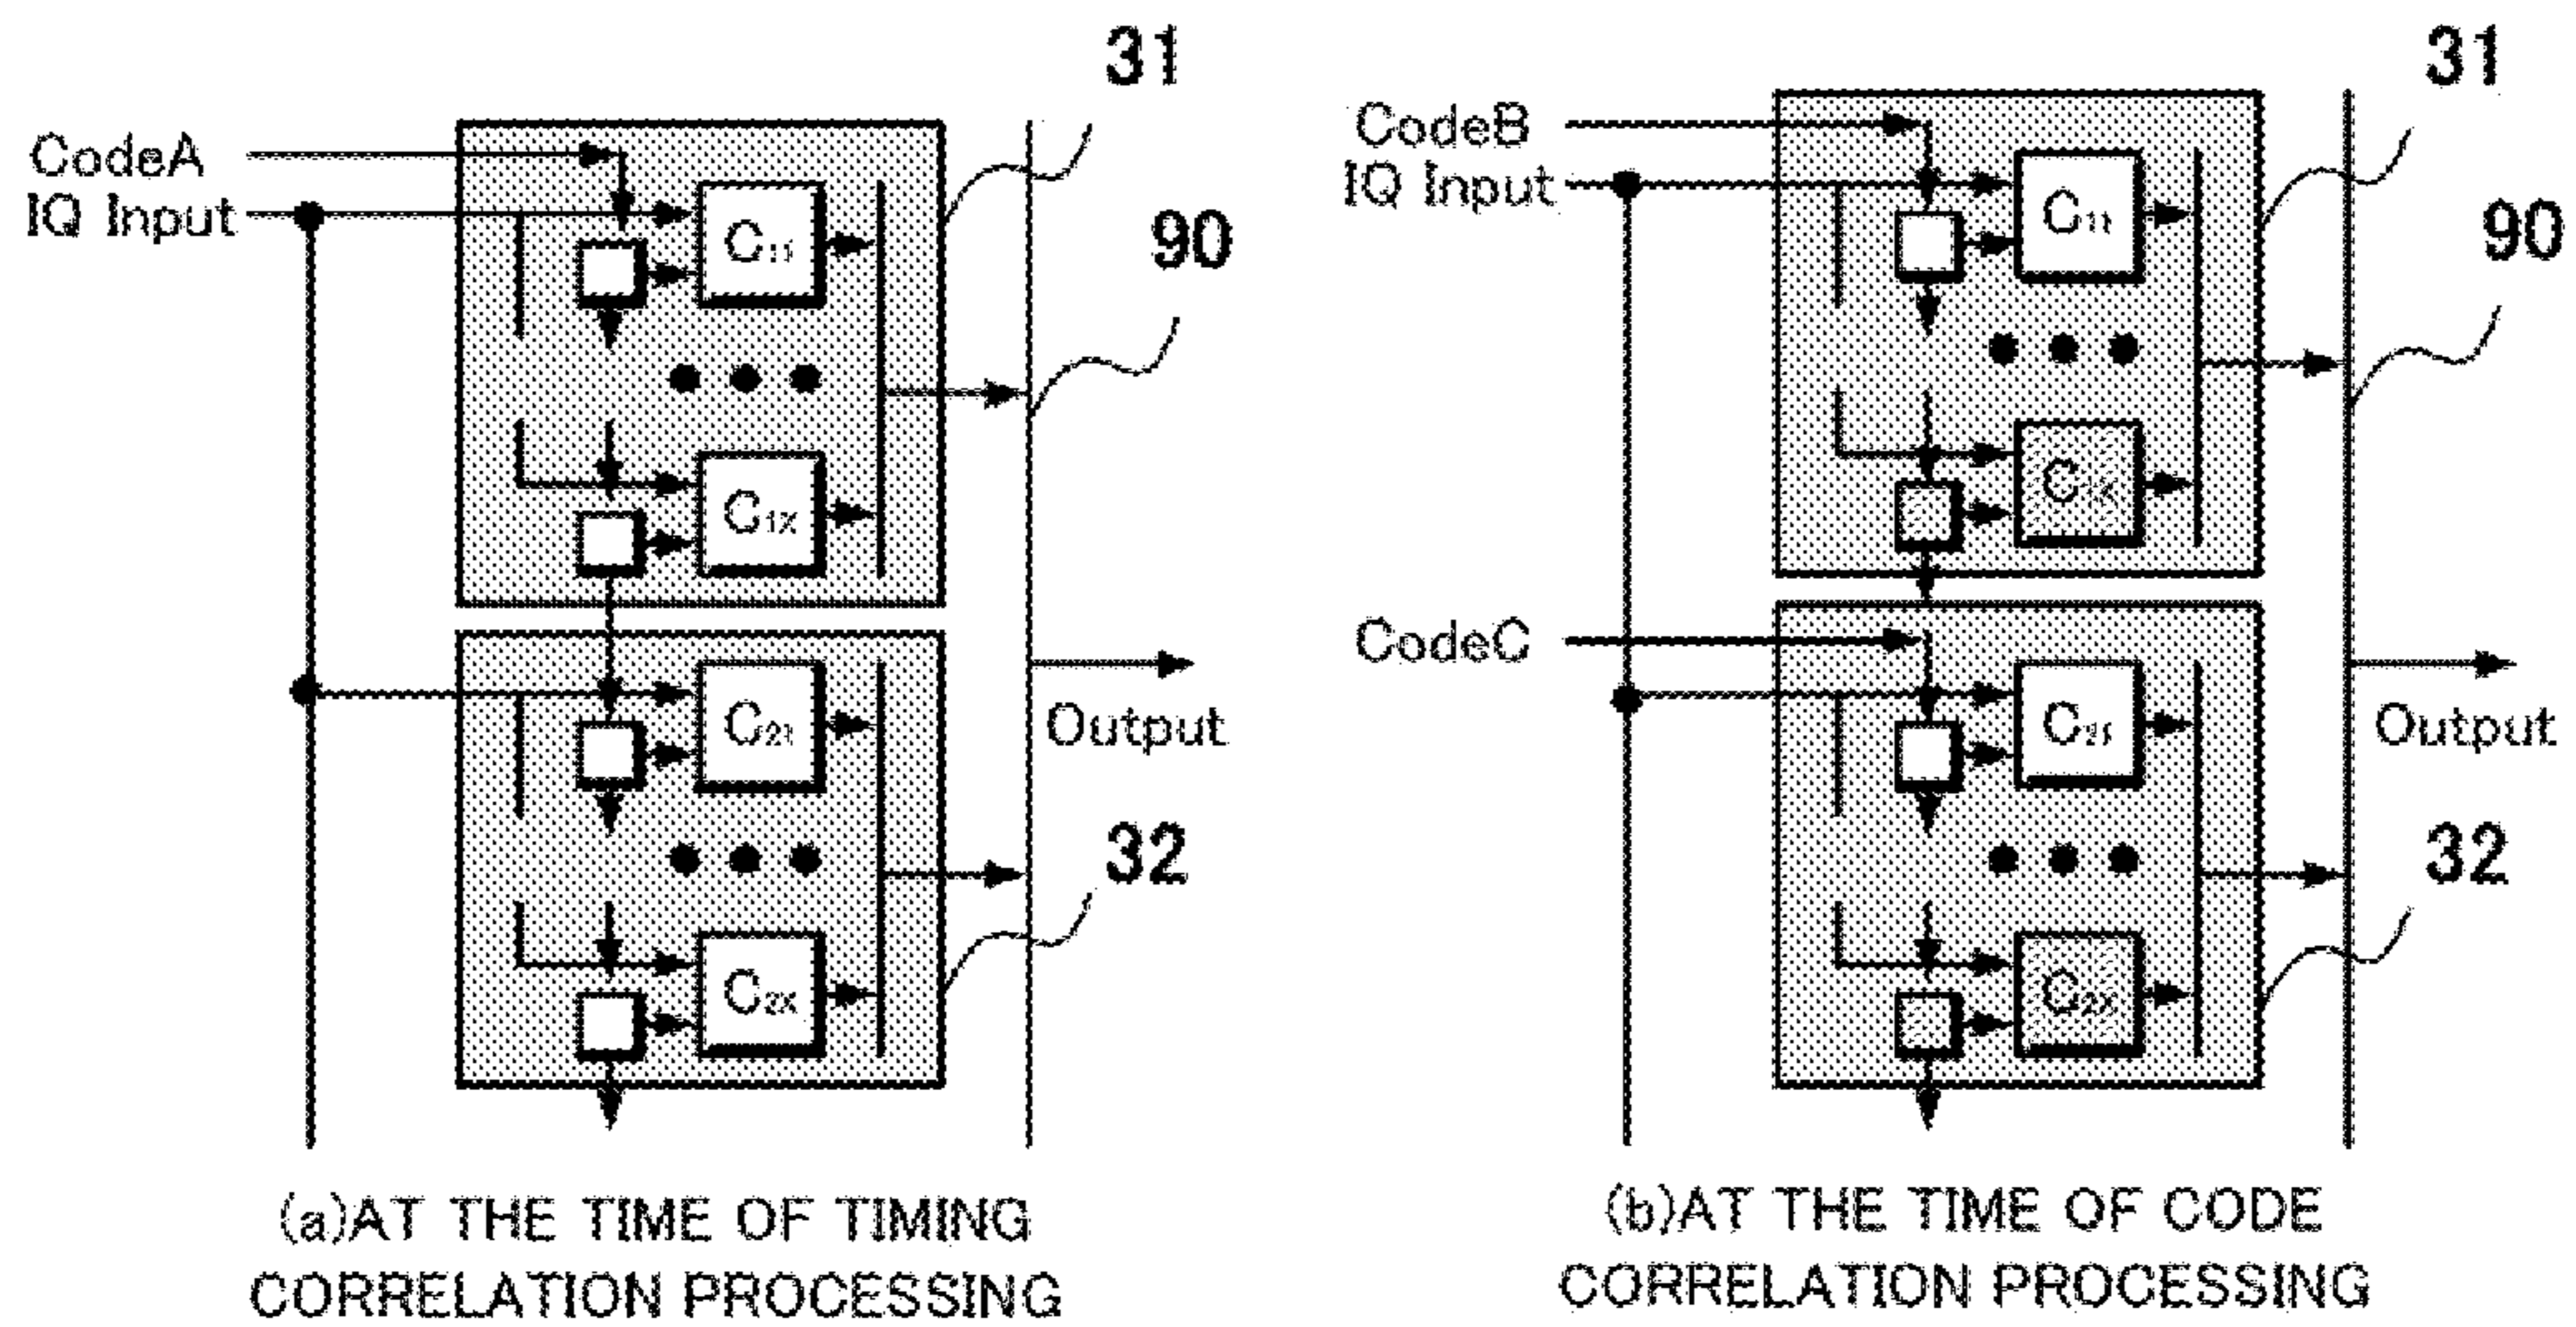 31
CodeA
IQ Input
C11
90
C1X
C21
Output
32
C2X
(a)AT THE TIME OF TIMING
CORRELATION PROCESSING
31
CodeB
IQ Input
C11
90
C1X
CodeC
C21
Output
32
C2X
(b)AT THE TIME OF CODE
CORRELATION PROCESSING